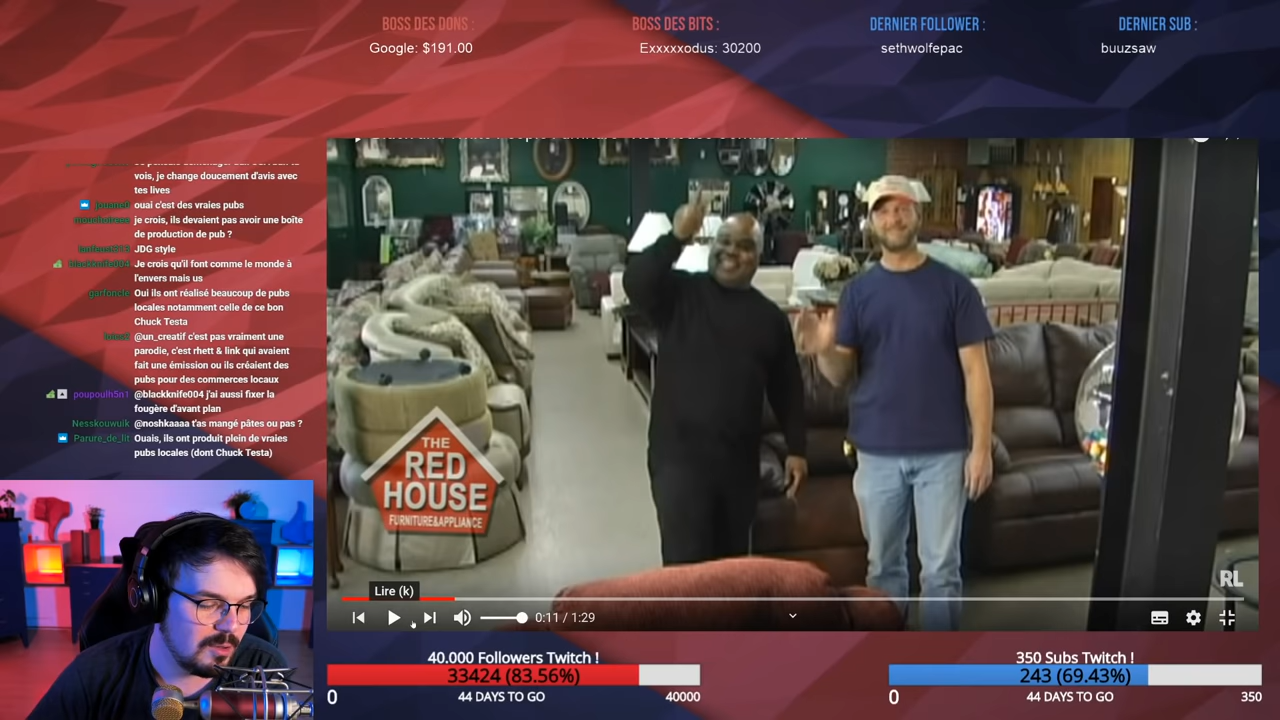 BOSS DES DONS :
BOSS DES BITS :
DERNIER FOLLOWER :
DERNIER SUB :
Google: $191.00
Exxxxxodus: 30200
sethwolfepac
buuzsaw
vois, je change doucement d'avis avec
tes lives
ouai c'est des vraies pubs
je crois, ils devaient pas avoir une boîte
de production de pub ?
JDG style
blackknife004 Je crois qu'il font comme le monde à
l'envers mais us
Oui ils ont réalisé beaucoup de pubs
locales notamment celle de ce bon
Chuck Testa
@un_creatif c'est pas vraiment une
parodie, c'est rhett & link qui avaient
fait une émission ou ils créaient des
pubs pour des commerces locaux
poupoulh5n1 @blackknife004 j'ai aussi fixer la
fougère d'avant plan
Nesskouwulk @noshkaaaa t'as mangé pâtes ou pas ?
Parure_de_lit Ouais, ils ont produit plein de vraies
pubs locales (dont Chuck Testa)
THE
RED
HOUSE
FURNITURE&APPLIANCE
RL
Lire (k)
0:11 / 1:29
40.000 Followers Twitch !
33424 (83.56%)
0
44 DAYS TO GO
40000
350 Subs Twitch !
243 (69.43%)
0
44 DAYS TO GO
350